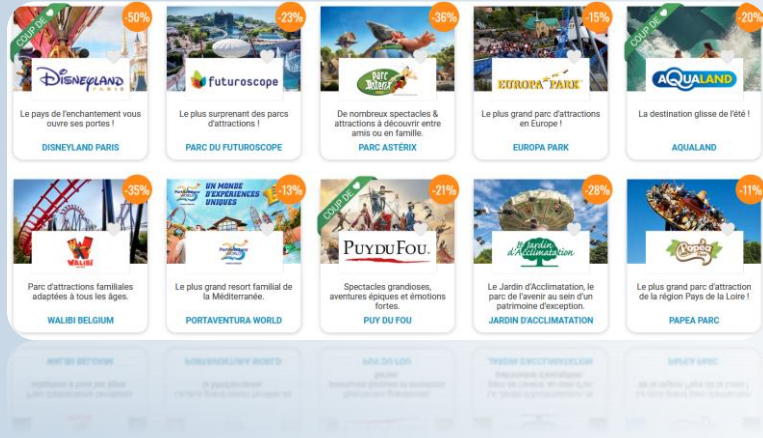 COUP DE
-50%
DISNEYLAND
PARIS
Le pays de l'enchantement vous
ouvre ses portes !
DISNEYLAND PARIS
-23%
futuroscope
Le plus surprenant des parcs
d'attractions !
PARC DU FUTUROSCOPE
-36%
Parc
Astérix
De nombreux spectacles &
attractions à découvrir entre
amis ou en famille.
PARC ASTÉRIX
-15%
EUROPA PARK
Le plus grand parc d'attractions
en Europe !
EUROPA PARK
COUP DE
-20%
AQUALAND
La destination glisse de l'été !
AQUALAND
-35%
WALIBI
Parc d'attractions familiales
adaptées à tous les âges.
WALIBI BELGIUM
UN MONDE
D'EXPÉRIENCES
UNIQUES
-13%
Le plus grand resort familial de
la Méditerranée.
PORTAVENTURA WORLD
COUP DE
-21%
PUY DU FOU
Spectacles grandioses,
aventures épiques et émotions
fortes.
PUY DU FOU
-28%
le Jardin
d'Acclimatation
Le Jardin d'Acclimatation, le
parc de l'avenir au sein d'un
patrimoine d'exception.
JARDIN D'ACCLIMATATION
-11%
Papéa
Le plus grand parc d'attraction
de la région Pays de la Loire !
PAPEA PARC